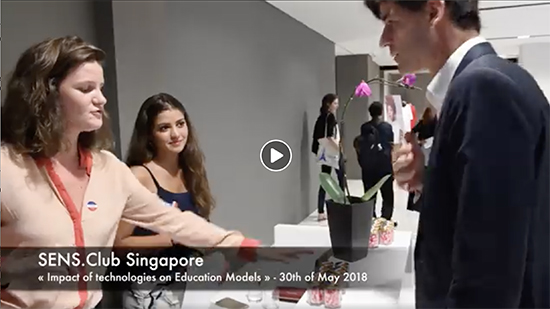 SENS.Club Singapore
« Impact of technologies on Education Models » - 30th of May 2018